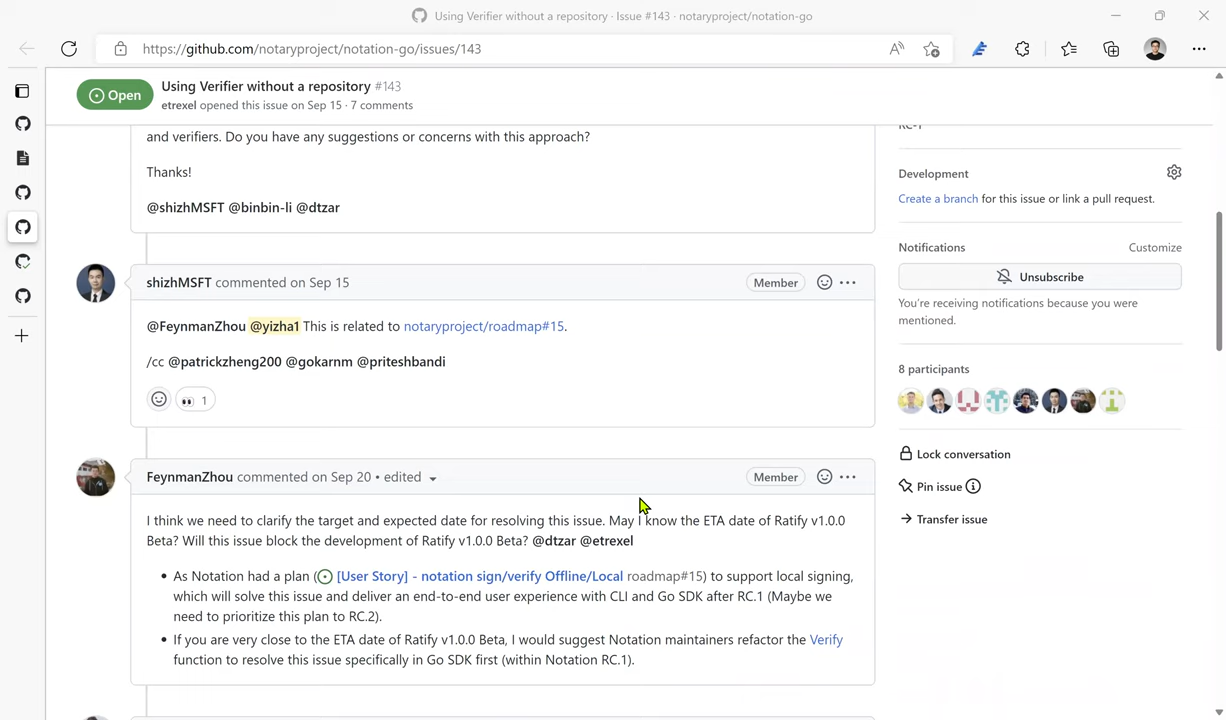 Using Verifier without a repository · Issue #143 · notaryproject/notation-go
https://github.com/notaryproject/notation-go/issues/143
Open
Using Verifier without a repository #143
etrexel opened this issue on Sep 15 · 7 comments
and verifiers. Do you have any suggestions or concerns with this approach?
Thanks!
@shizhMSFT @binbin-li @dtzar
shizhMSFT commented on Sep 15
Member
@FeynmanZhou @yizha1 This is related to notaryproject/roadmap#15.
/cc @patrickzheng200 @gokarnm @priteshbandi
1
FeynmanZhou commented on Sep 20 • edited
Member
I think we need to clarify the target and expected date for resolving this issue. May I know the ETA date of Ratify v1.0.0
Beta? Will this issue block the development of Ratify v1.0.0 Beta? @dtzar @etrexel
• As Notation had a plan ([User Story] - notation sign/verify Offline/Local roadmap#15) to support local signing,
which will solve this issue and deliver an end-to-end user experience with CLI and Go SDK after RC.1 (Maybe we
need to prioritize this plan to RC.2).
• If you are very close to the ETA date of Ratify v1.0.0 Beta, I would suggest Notation maintainers refactor the Verify
function to resolve this issue specifically in Go SDK first (within Notation RC.1).
RC-1
Development
Create a branch for this issue or link a pull request.
Notifications
Customize
Unsubscribe
You're receiving notifications because you were
mentioned.
8 participants
Lock conversation
Pin issue
Transfer issue